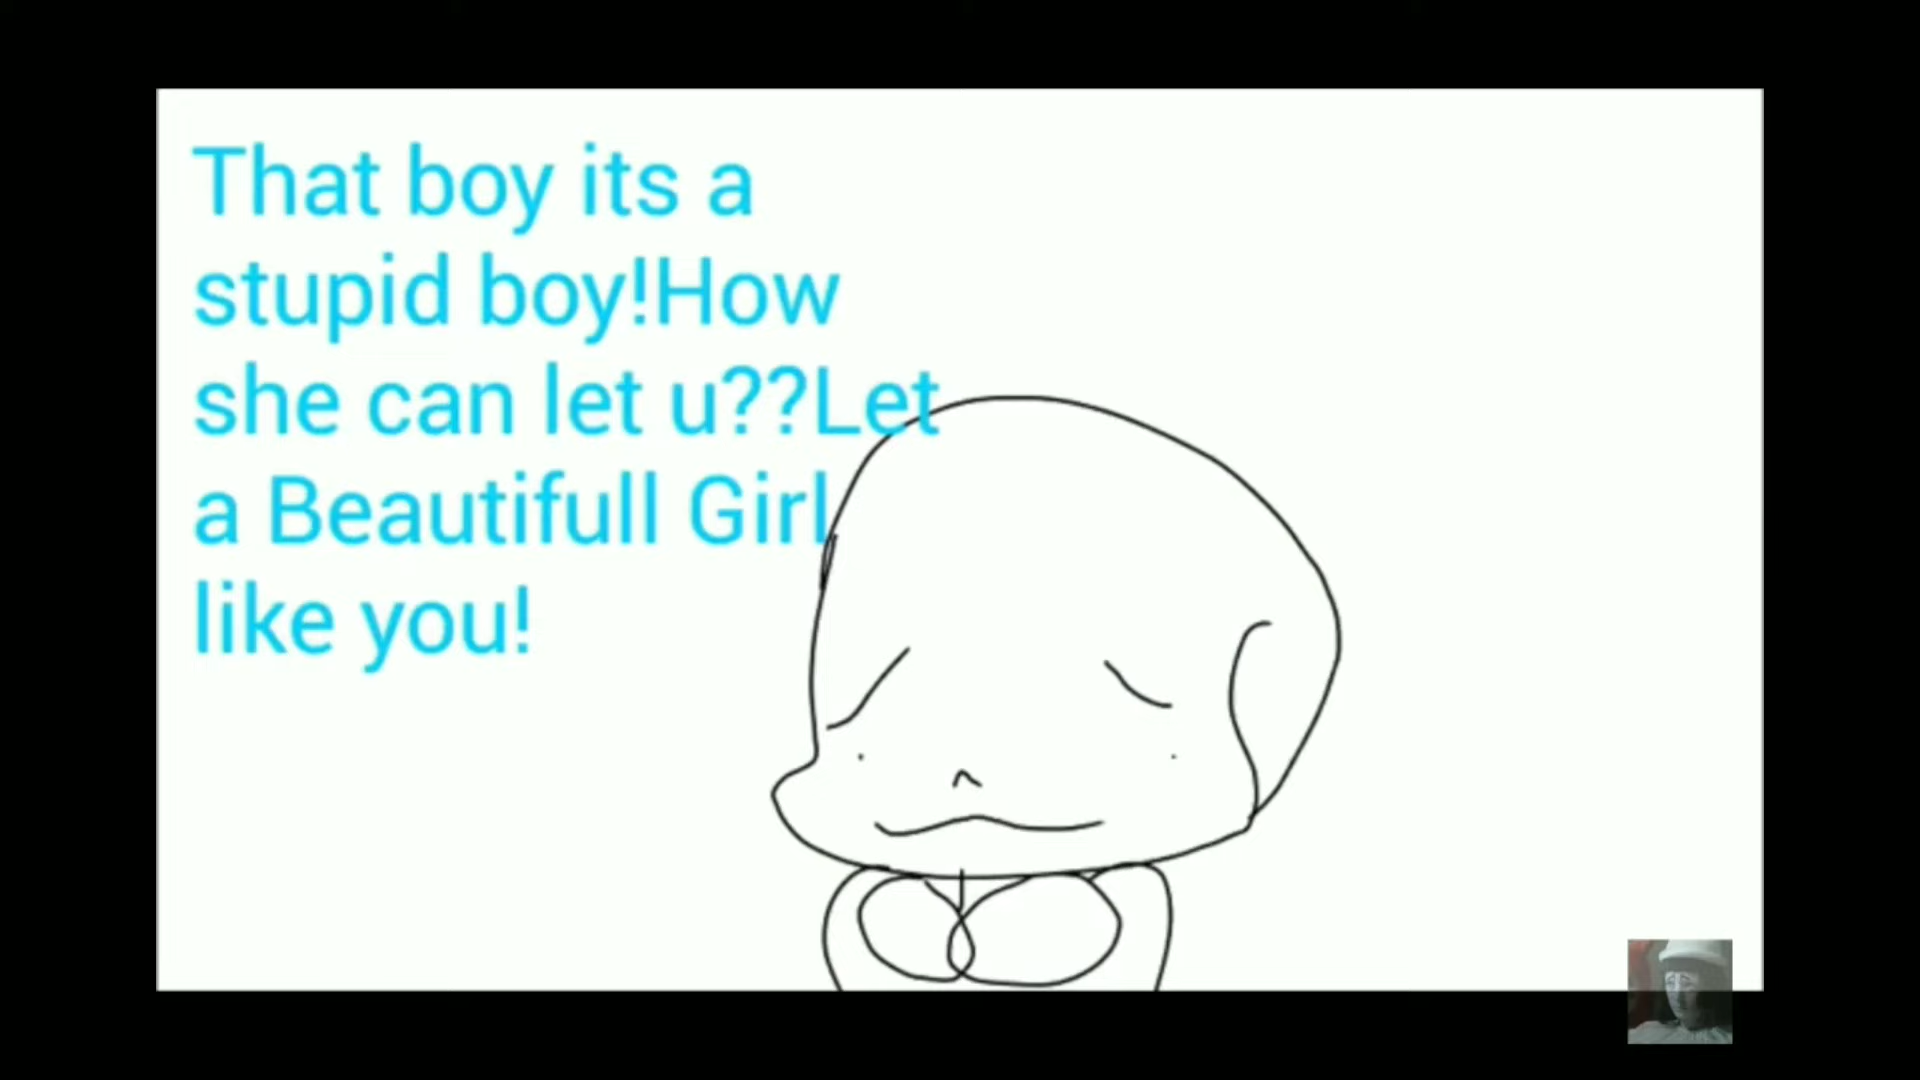 That boy its a
stupid boy!How
she can let u??Let
a Beautifull Girl
like you!